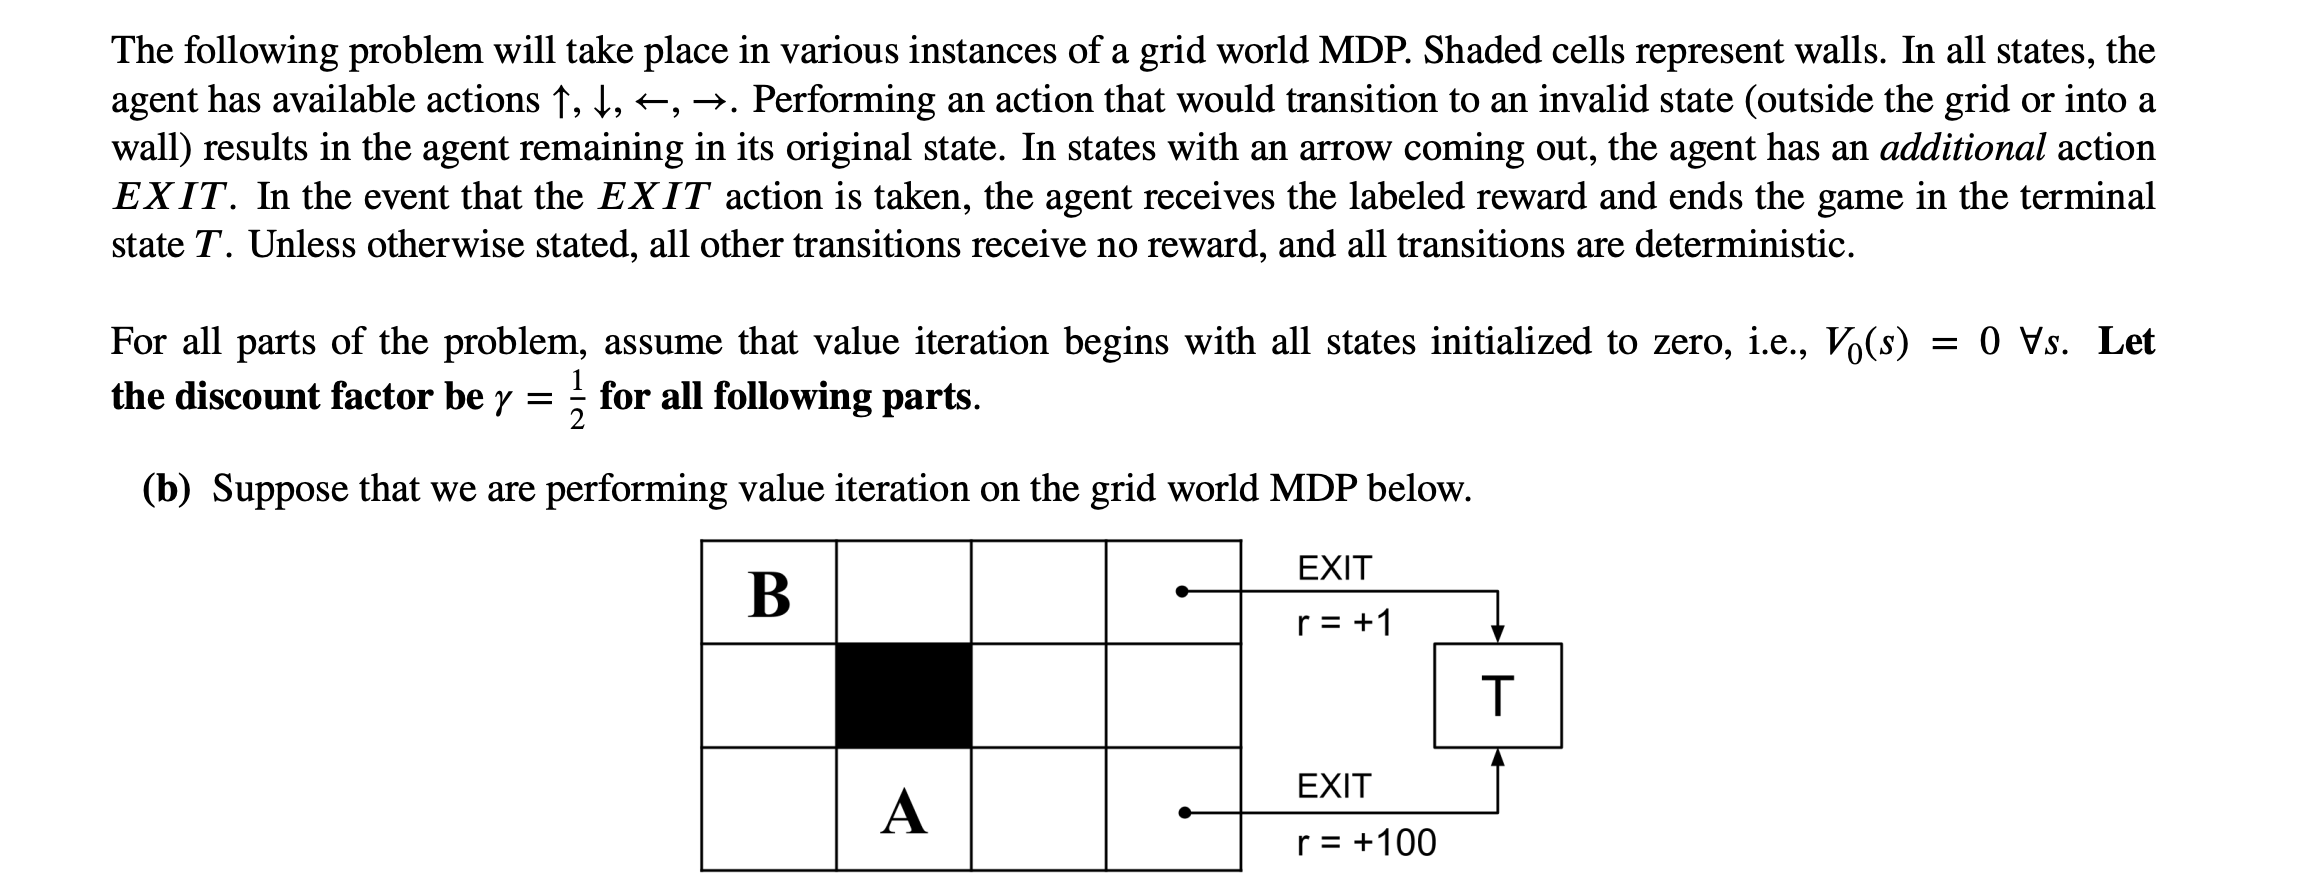 The following problem will take place in various instances of a grid world MDP. Shaded cells represent walls. In all states, the
agent has available actions ↑, ↓, ←, →. Performing an action that would transition to an invalid state (outside the grid or into a
wall) results in the agent remaining in its original state. In states with an arrow coming out, the agent has an additional action
EXIT. In the event that the EXIT action is taken, the agent receives the labeled reward and ends the game in the terminal
state T. Unless otherwise stated, all other transitions receive no reward, and all transitions are deterministic.
For all parts of the problem, assume that value iteration begins with all states initialized to zero, i.e., V₀(s) = 0 ∀s. Let
the discount factor be γ = 1/2 for all following parts.
(b) Suppose that we are performing value iteration on the grid world MDP below.
B
EXIT
r = +1
T
A
EXIT
r = +100